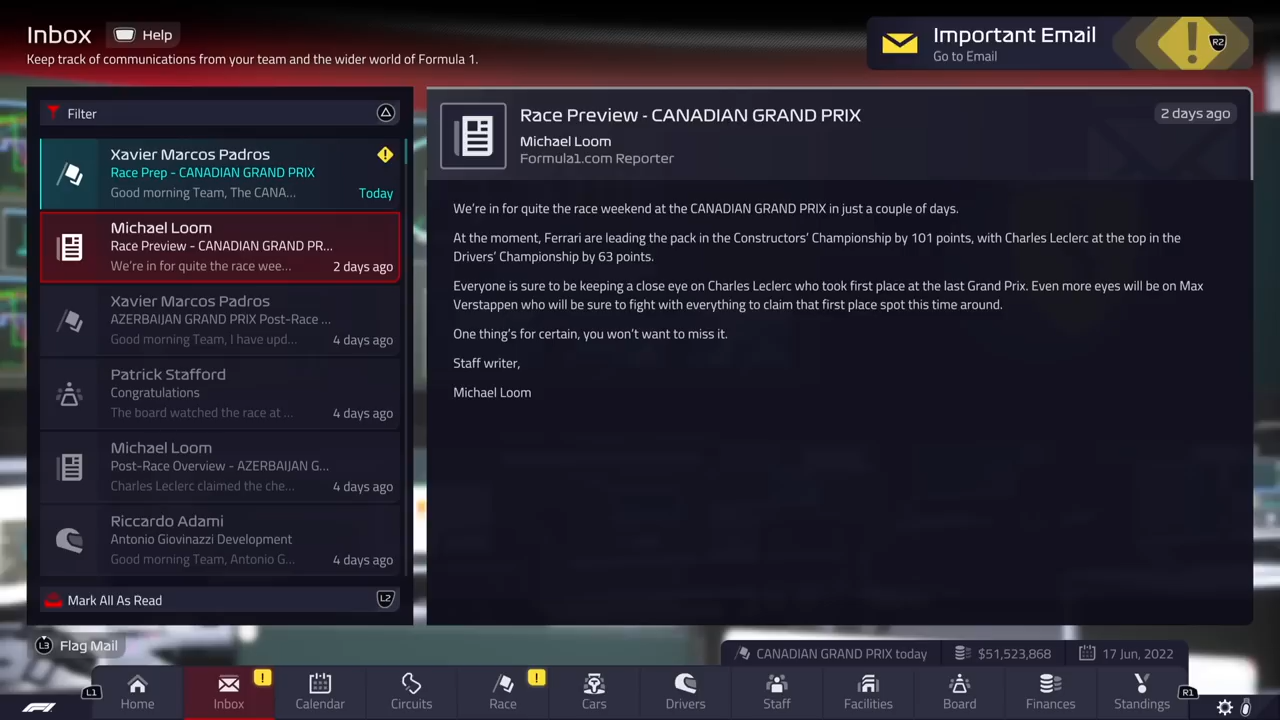 Inbox
Help
Keep track of communications from your team and the wider world of Formula 1.
Important Email
Go to Email
R2
Filter
Xavier Marcos Padros
Race Prep - CANADIAN GRAND PRIX
Good morning Team, The CANA...
Today
Michael Loom
Race Preview - CANADIAN GRAND PR...
We're in for quite the race wee...
2 days ago
Xavier Marcos Padros
AZERBAIJAN GRAND PRIX Post-Race ...
Good morning Team, I have upd...
4 days ago
Patrick Stafford
Congratulations
The board watched the race at ...
4 days ago
Michael Loom
Post-Race Overview - AZERBAIJAN G...
Charles Leclerc claimed the che...
4 days ago
Riccardo Adami
Antonio Giovinazzi Development
Good morning Team, Antonio G...
4 days ago
Mark All As Read
L2
Race Preview - CANADIAN GRAND PRIX
2 days ago
Michael Loom
Formula1.com Reporter
We're in for quite the race weekend at the CANADIAN GRAND PRIX in just a couple of days.
At the moment, Ferrari are leading the pack in the Constructors' Championship by 101 points, with Charles Leclerc at the top in the
Drivers' Championship by 63 points.
Everyone is sure to be keeping a close eye on Charles Leclerc who took first place at the last Grand Prix. Even more eyes will be on Max
Verstappen who will be sure to fight with everything to claim that first place spot this time around.
One thing's for certain, you won't want to miss it.
Staff writer,
Michael Loom
L3
Flag Mail
CANADIAN GRAND PRIX today
$51,523,868
17 Jun, 2022
L1
Home
Inbox
Calendar
Circuits
Race
Cars
Drivers
Staff
Facilities
Board
Finances
Standings
R1